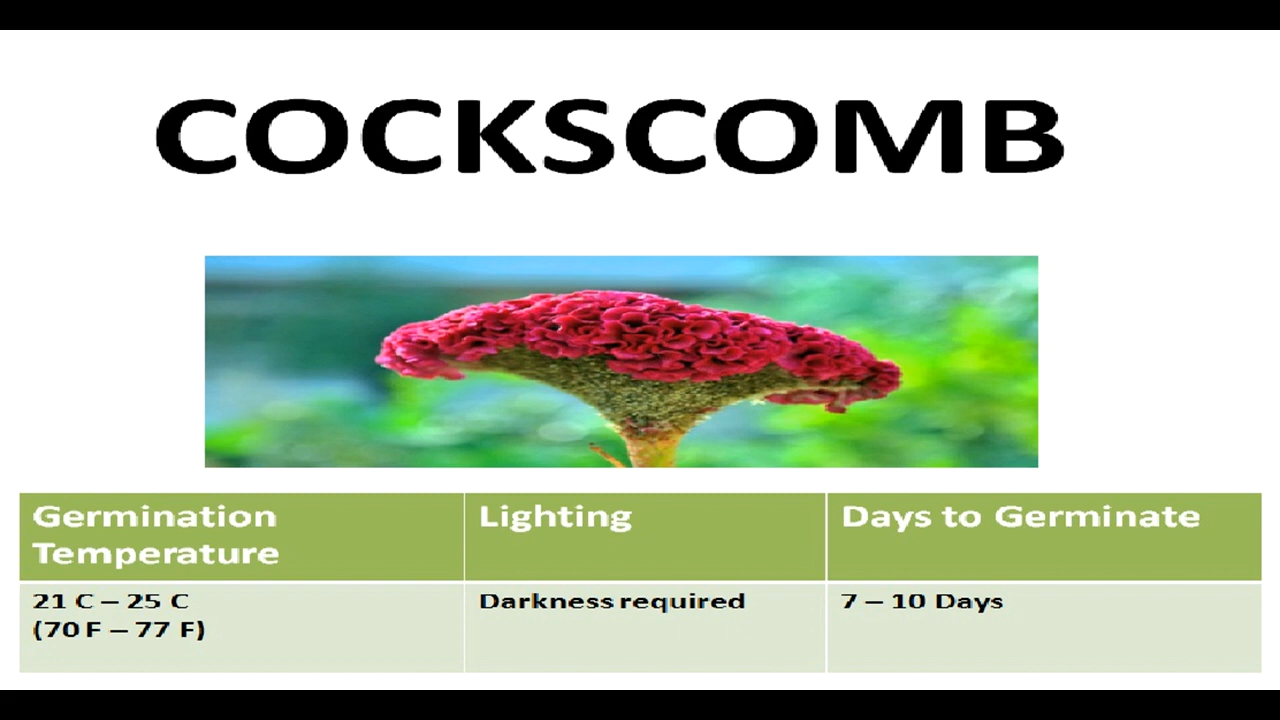 COCKSCOMB
Germination
Temperature
Lighting
Days to Germinate
21 C – 25 C
(70 F – 77 F)
Darkness required
7 – 10 Days